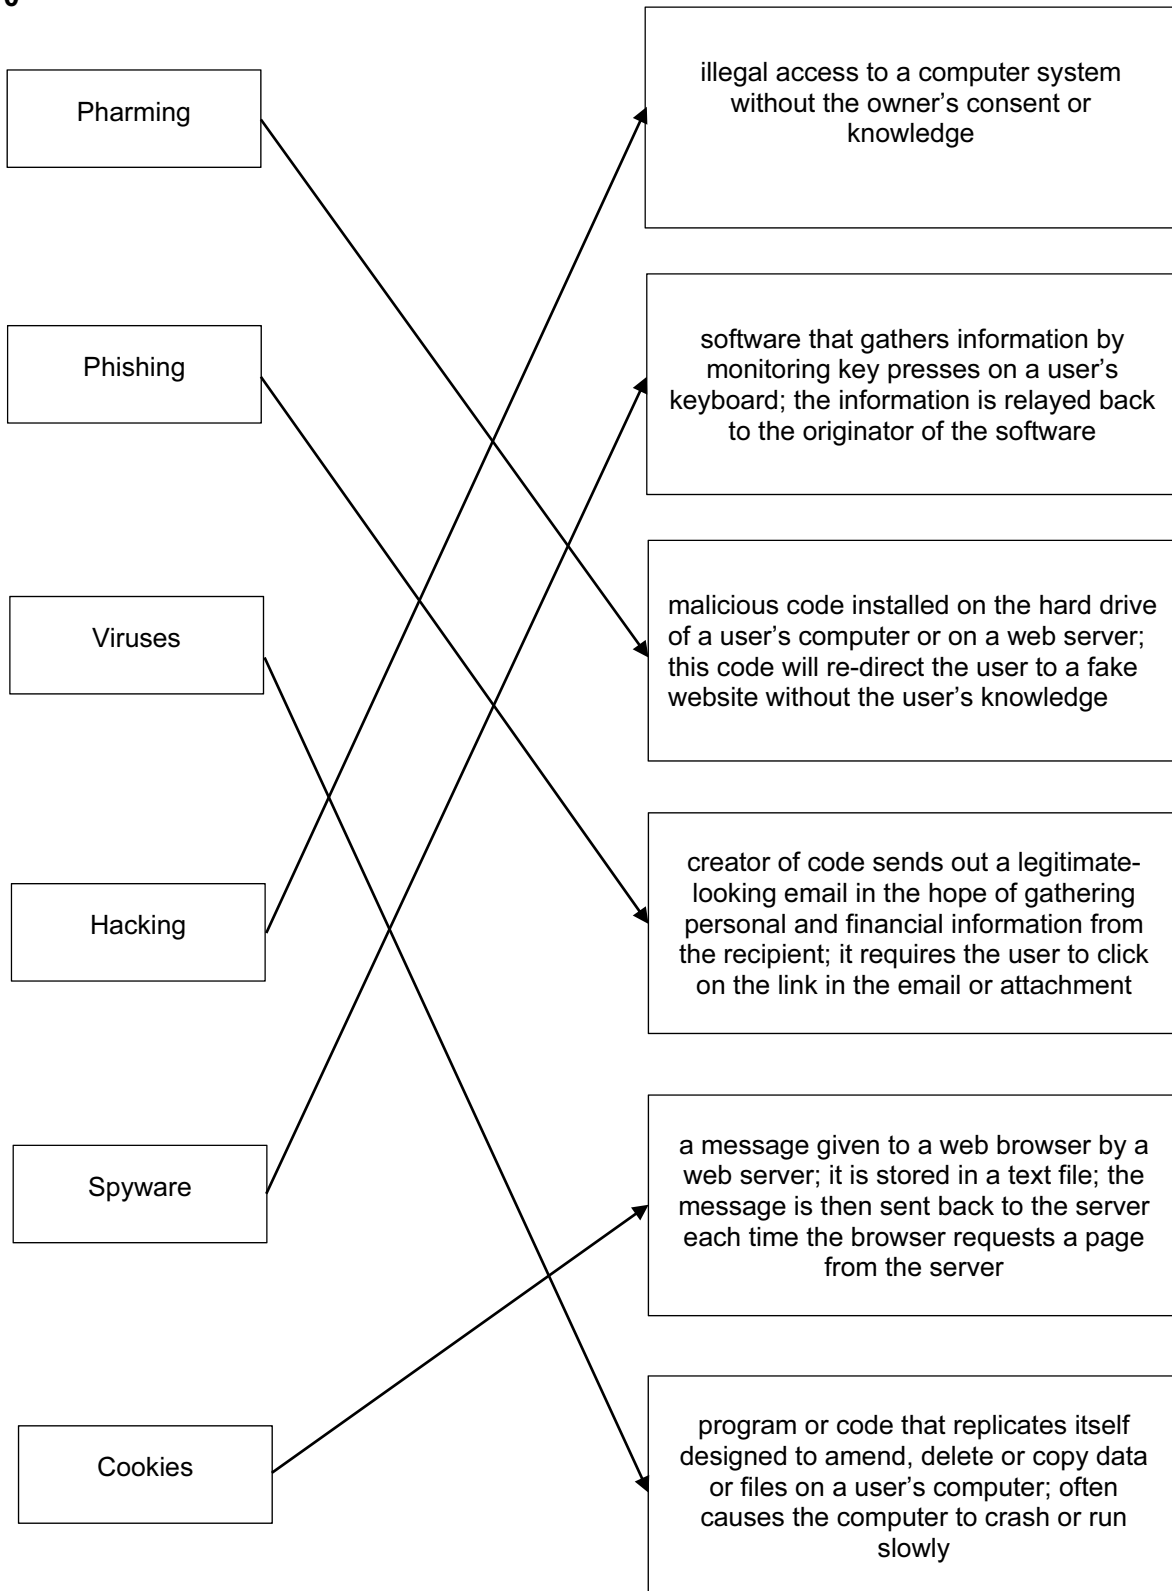 Pharming
illegal access to a computer system
without the owner’s consent or
knowledge
Phishing
software that gathers information by
monitoring key presses on a user’s
keyboard; the information is relayed back
to the originator of the software
Viruses
malicious code installed on the hard drive
of a user’s computer or on a web server;
this code will re-direct the user to a fake
website without the user’s knowledge
Hacking
creator of code sends out a legitimate-
looking email in the hope of gathering
personal and financial information from
the recipient; it requires the user to click
on the link in the email or attachment
Spyware
a message given to a web browser by a
web server; it is stored in a text file; the
message is then sent back to the server
each time the browser requests a page
from the server
Cookies
program or code that replicates itself
designed to amend, delete or copy data
or files on a user’s computer; often
causes the computer to crash or run
slowly